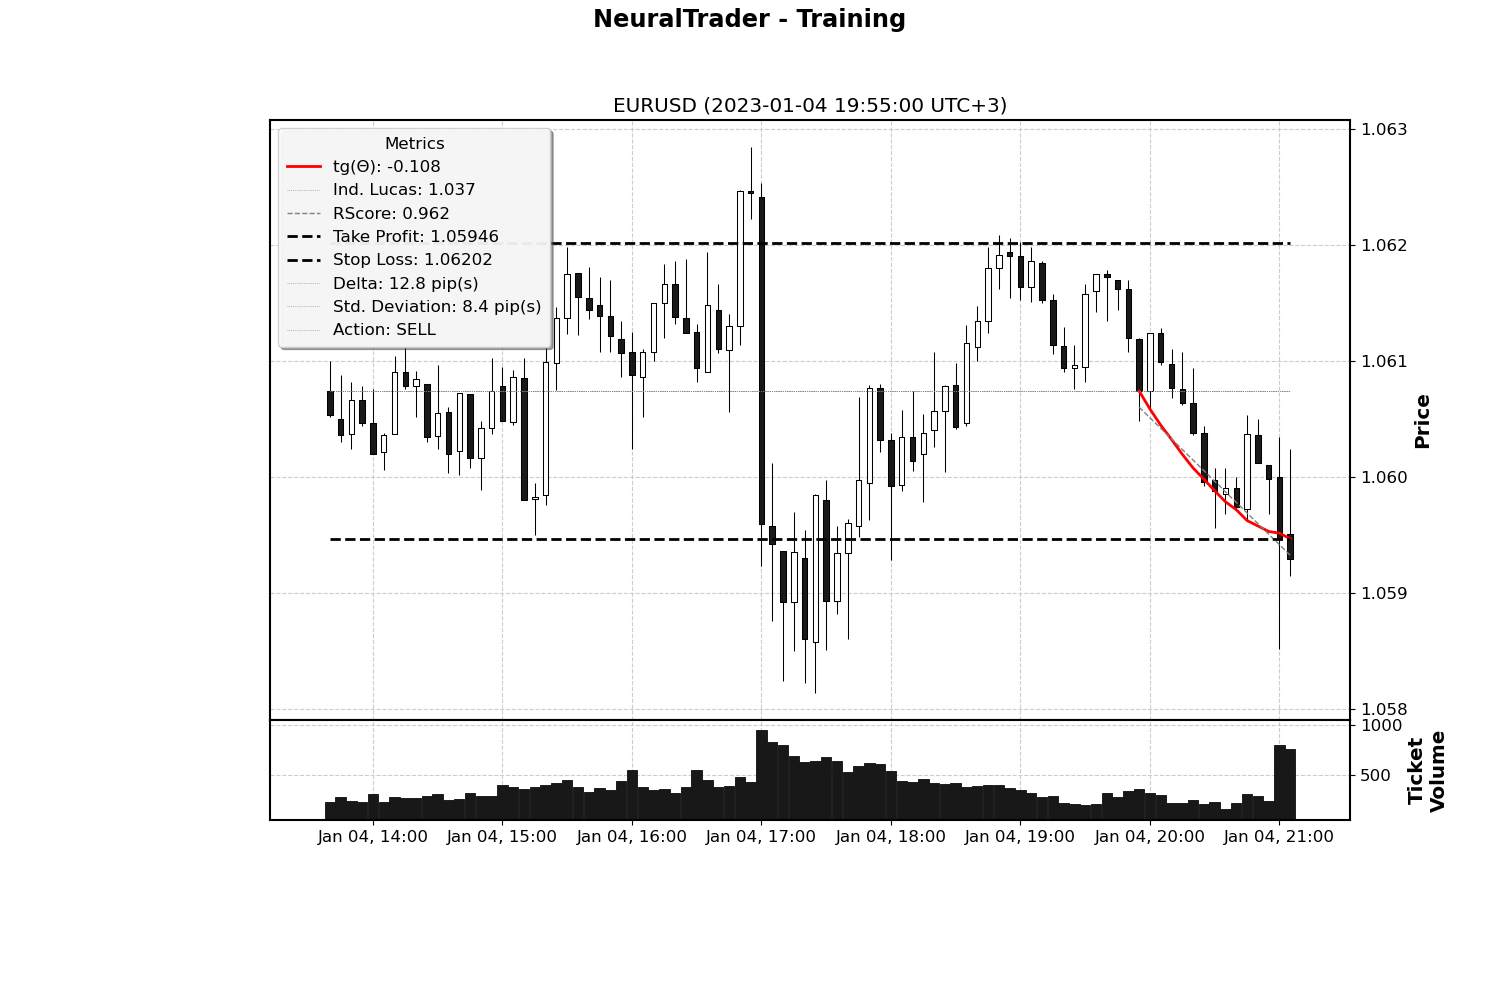 NeuralTrader - Training
EURUSD (2023-01-04 19:55:00 UTC+3)
Metrics
tg(Θ): -0.108
Ind. Lucas: 1.037
RScore: 0.962
Take Profit: 1.05946
Stop Loss: 1.06202
Delta: 12.8 pip(s)
Std. Deviation: 8.4 pip(s)
Action: SELL
1.063
1.062
1.061
1.060
1.059
1.058
Price
1000
500
Ticket
Volume
Jan 04, 14:00
Jan 04, 15:00
Jan 04, 16:00
Jan 04, 17:00
Jan 04, 18:00
Jan 04, 19:00
Jan 04, 20:00
Jan 04, 21:00